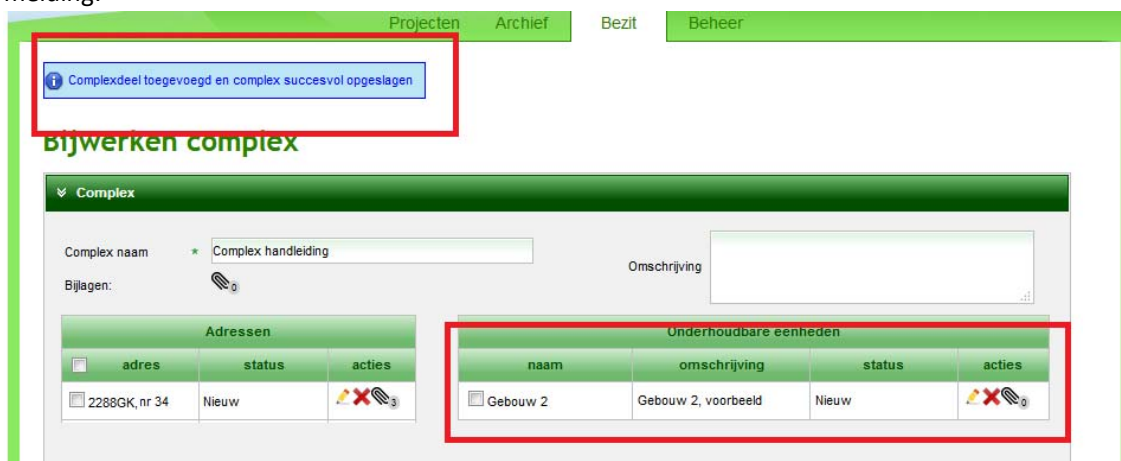 melding:
Projecten Archief Bezit Beheer
Complexdeel toegevoegd en complex succesvol opgeslagen
Bijwerken complex
Complex
Complex naam * Complex handleiding
Omschrijving
Bijlagen: 0
Adressen
adres status acties
2288GK, nr 34 Nieuw 3
Onderhoudbare eenheden
naam omschrijving status acties
Gebouw 2 Gebouw 2, voorbeeld Nieuw 0